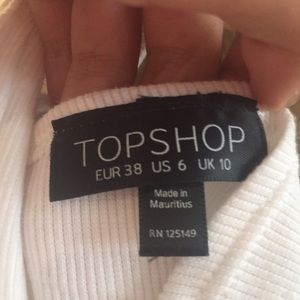 TOPSHOP
EUR 38 US 6 UK 10
Made in
Mauritius
RN 125149